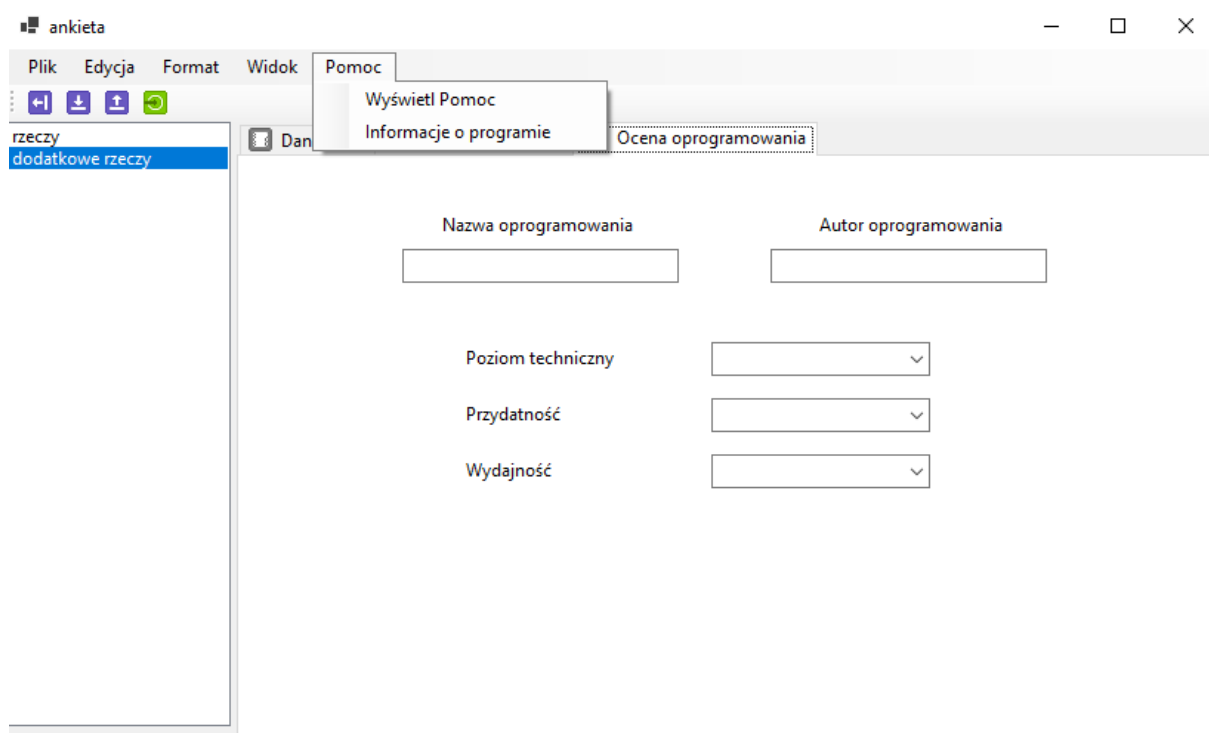 ankieta
Plik Edycja Format Widok Pomoc
Wyświetl Pomoc
Informacje o programie
rzeczy
dodatkowe rzeczy
Ocena oprogramowania
Nazwa oprogramowania Autor oprogramowania
Poziom techniczny
Przydatność
Wydajność